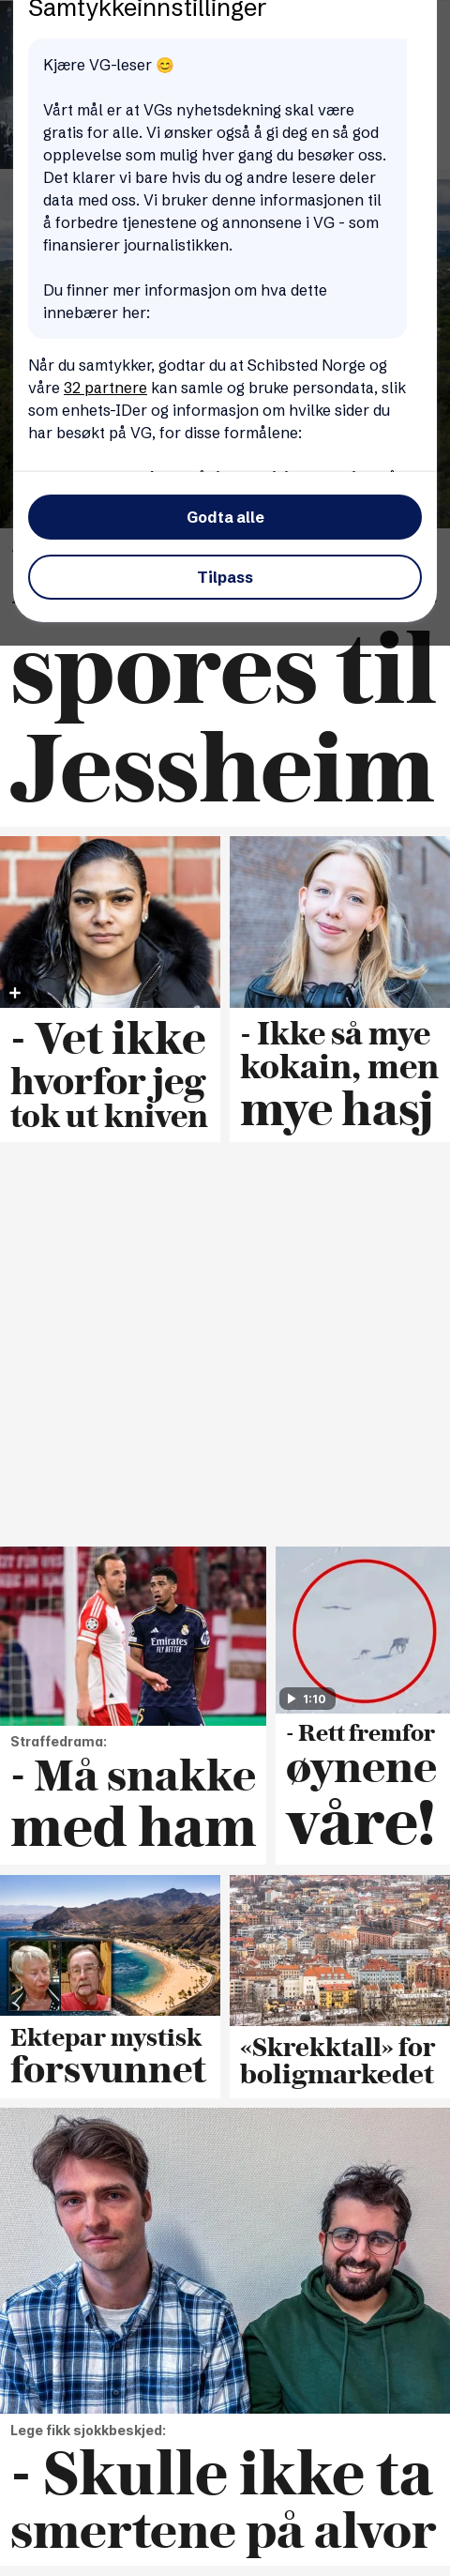 Samtykkeinnstillinger
Kjære VG-leser 😊
Vårt mål er at VGs nyhetsdekning skal være
gratis for alle. Vi ønsker også å gi deg en så god
opplevelse som mulig hver gang du besøker oss.
Det klarer vi bare hvis du og andre lesere deler
data med oss. Vi bruker denne informasjonen til
å forbedre tjenestene og annonsene i VG - som
finansierer journalistikken.
Du finner mer informasjon om hva dette
innebærer her:
Når du samtykker, godtar du at Schibsted Norge og
våre 32 partnere kan samle og bruke persondata, slik
som enhets-IDer og informasjon om hvilke sider du
har besøkt på VG, for disse formålene:
Godta alle
Tilpass
spores til
Jessheim
- Vet ikke
hvorfor jeg
tok ut kniven
- Ikke så mye
kokain, men
mye hasj
Emirates
FLY BETTER
Straffedrama:
- Må snakke
med ham
1:10
- Rett fremfor
øynene
våre!
Ektepar mystisk
forsvunnet
«Skrekktall» for
boligmarkedet
Lege fikk sjokkbeskjed:
- Skulle ikke ta
smertene på alvor